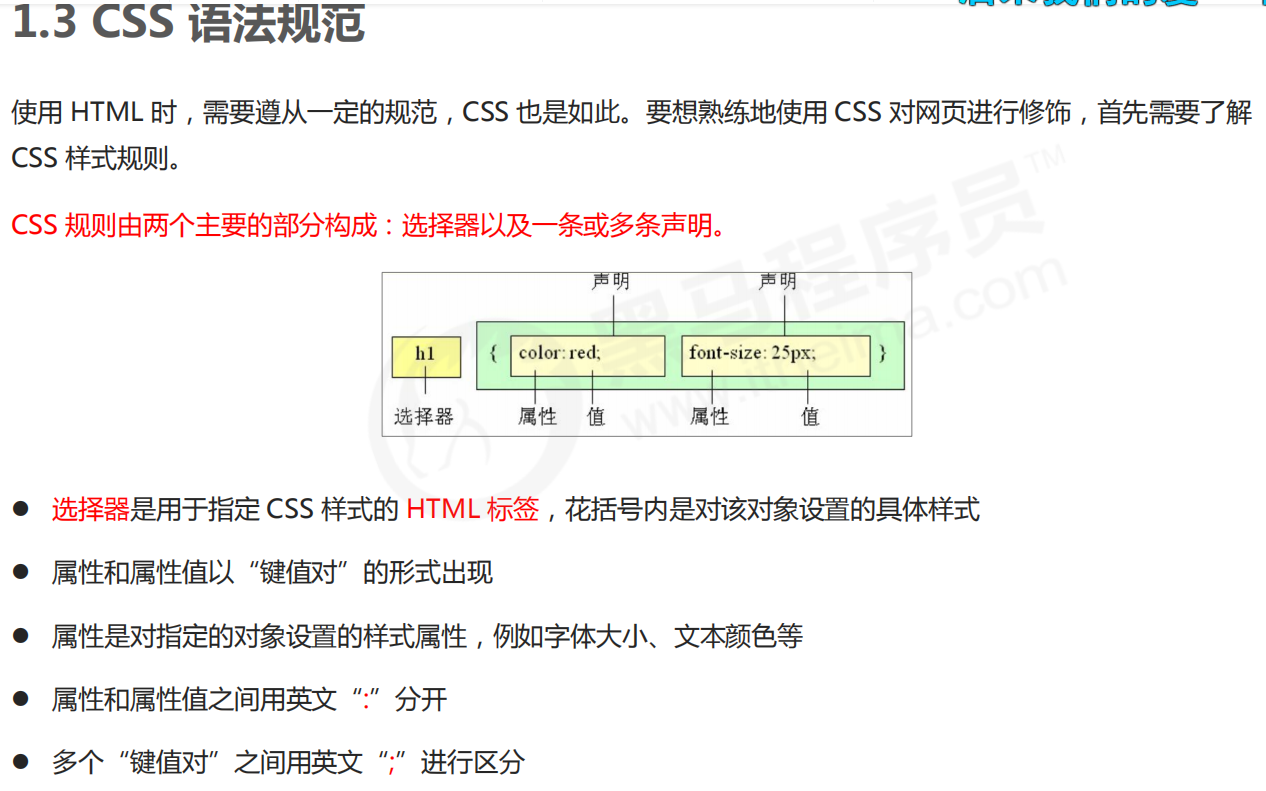 1.3 CSS 语法规范
使用 HTML 时，需要遵从一定的规范，CSS 也是如此。要想熟练地使用 CSS 对网页进行修饰，首先需要了解
CSS 样式规则。
CSS 规则由两个主要的部分构成：选择器以及一条或多条声明。
声明 声明
h1 { color: red; font-size: 25px; }
选择器 属性 值 属性 值
黑马程序员™
www.itheima.com
● 选择器是用于指定 CSS 样式的 HTML 标签，花括号内是对该对象设置的具体样式
● 属性和属性值以“键值对”的形式出现
● 属性是对指定的对象设置的样式属性，例如字体大小、文本颜色等
● 属性和属性值之间用英文“:”分开
● 多个“键值对”之间用英文“;”进行区分